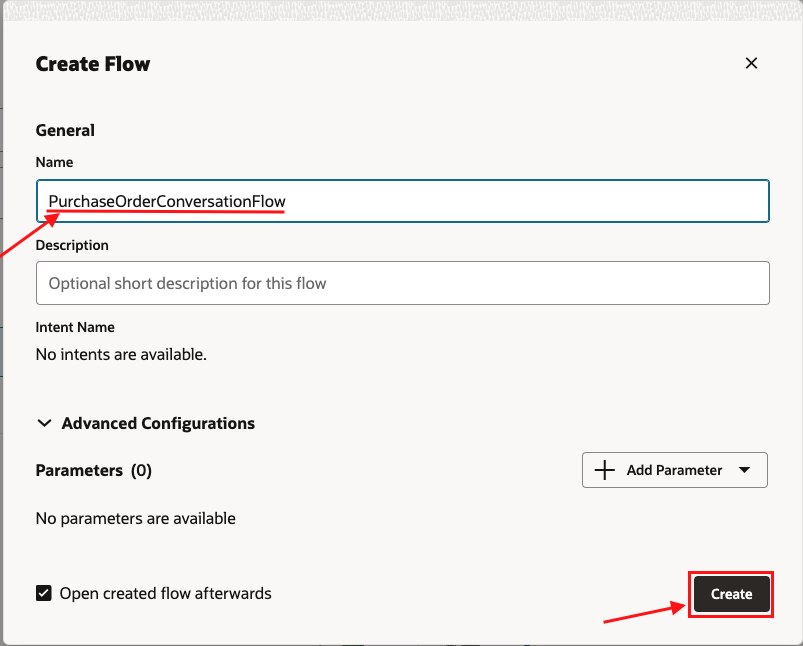 Create Flow
General
Name
PurchaseOrderConversationFlow
Description
Optional short description for this flow
Intent Name
No intents are available.
Advanced Configurations
Parameters (0)
Add Parameter
No parameters are available
Open created flow afterwards
Create